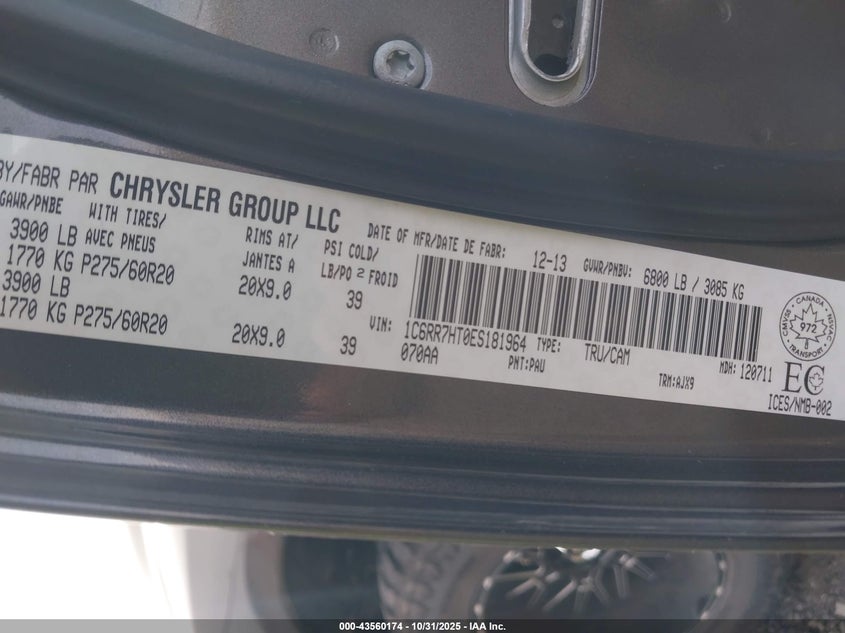 BY/FABR PAR CHRYSLER GROUP LLC
DATE OF MFR/DATE DE FABR: 12-13 GVWR/PNBV: 6800 LB / 3085 KG
GAWR/PNBE WITH TIRES/ RIMS AT/ PSI COLD/
3900 LB AVEC PNEUS JANTES A LB/PO 2 FROID
1770 KG P275/60R20 20X9.0 39
3900 LB
1770 KG P275/60R20 20X9.0 39
VIN: 1C6RR7HT0ES181964 TYPE: TRU/CAM MDH: 120711
070AA PNT:PAU TRM:AJX9
CANADA
972
TRANSPORT
CMVSS
NSVAC
EC
ICES/NMB-002
000-43560174 - 10/31/2025 - IAA Inc.